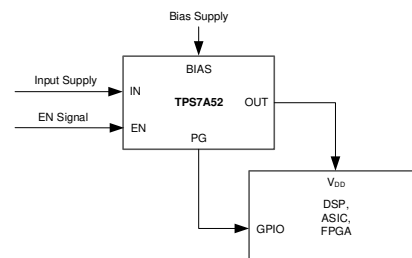 Bias Supply
BIAS
Input Supply
IN
TPS7A52
OUT
EN Signal
EN
PG
VDD
DSP,
ASIC,
FPGA
GPIO